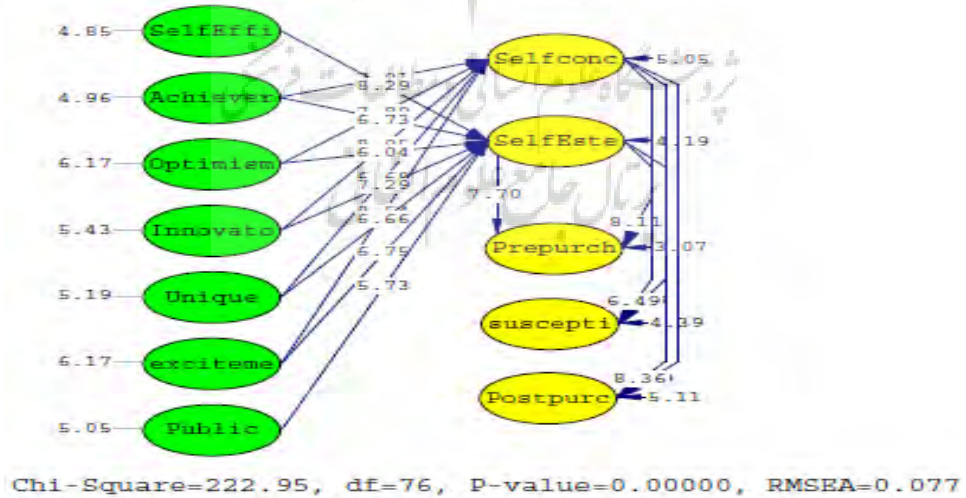 4.85 SelfEffi
Selfconc 5.05
4.96 Achiever
8.29
6.73
SelfEste 4.19
6.17 Optimism
6.04
7.29
7.70
5.43 Innovato
6.66
8.11
Prepurch 3.07
6.75
5.19 Unique
5.73
6.49
suscepti 4.39
6.17 exciteme
8.36
Postpurc 5.11
5.05 Public
Chi-Square=222.95, df=76, P-value=0.00000, RMSEA=0.077